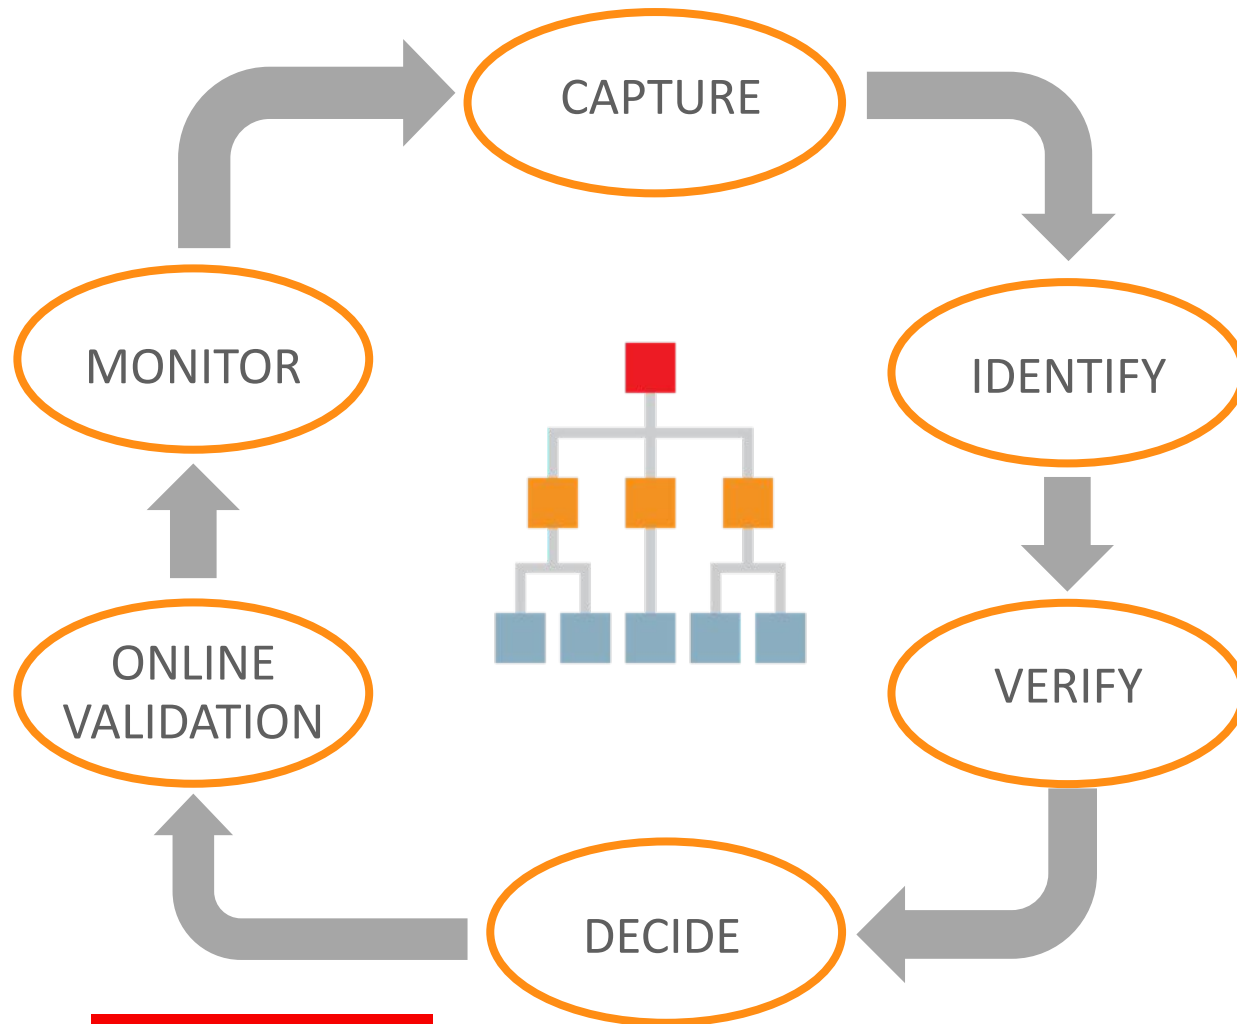 CAPTURE
IDENTIFY
VERIFY
DECIDE
ONLINE
VALIDATION
MONITOR